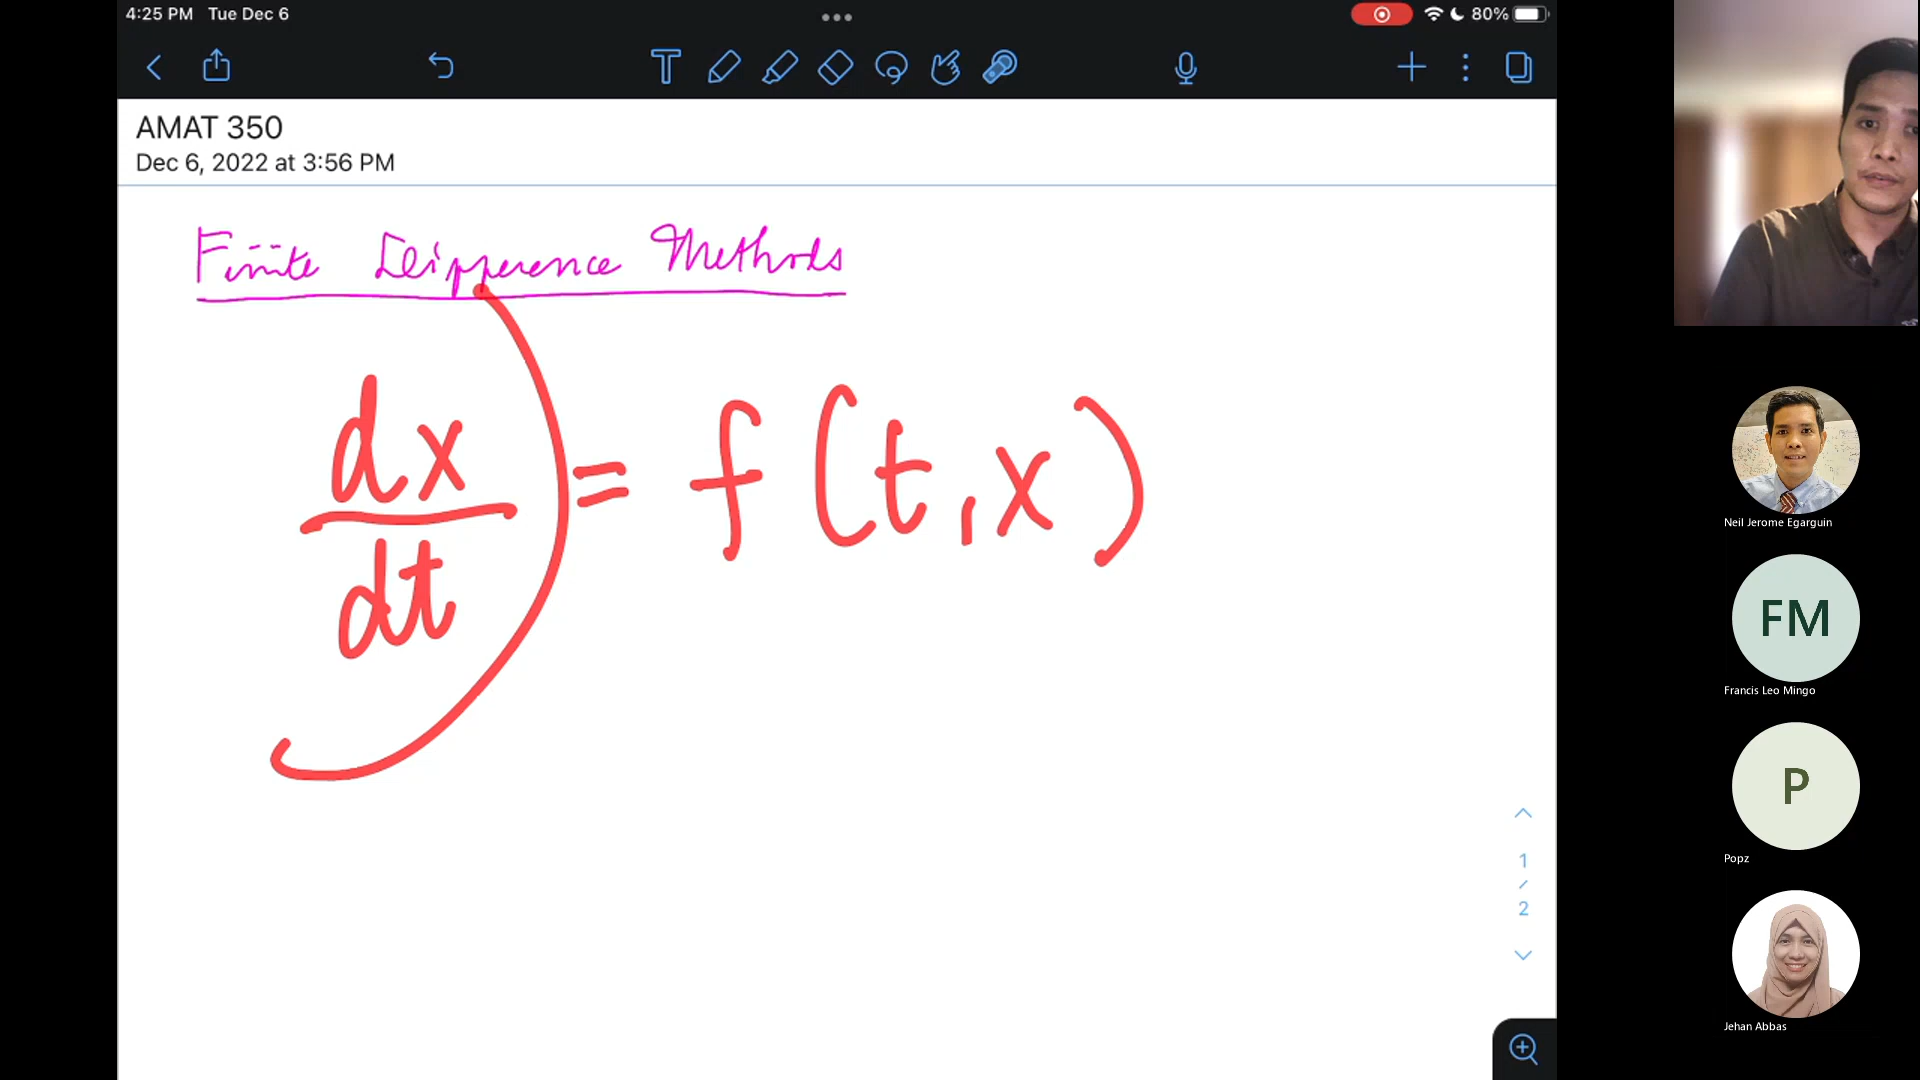 4:25 PM Tue Dec 6
80%
AMAT 350
Dec 6, 2022 at 3:56 PM
Finite Difference Methods
dx/dt = f(t,x)
1
/
2
Neil Jerome Egarguin
FM
Francis Leo Mingo
P
Popz
Jehan Abbas